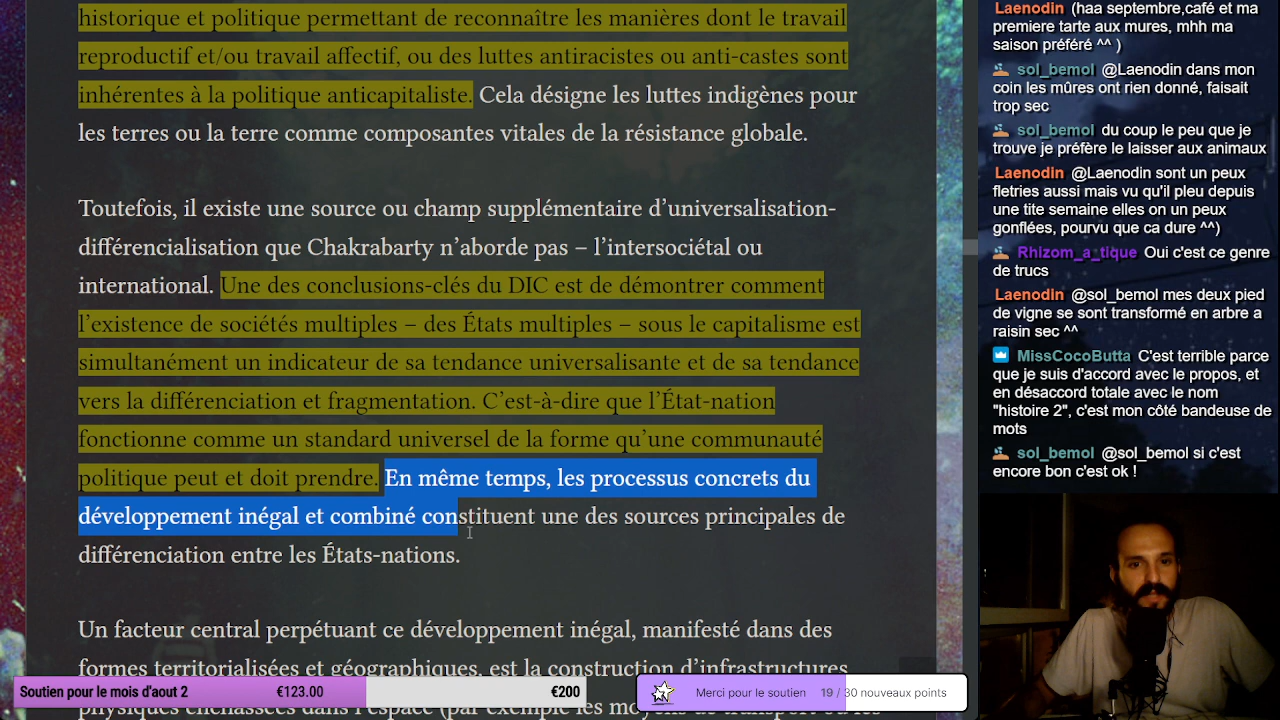 historique et politique permettant de reconnaître les manières dont le travail
reproductif et/ou travail affectif, ou des luttes antiracistes ou anti-castes sont
inhérentes à la politique anticapitaliste. Cela désigne les luttes indigènes pour
les terres ou la terre comme composantes vitales de la résistance globale.
Toutefois, il existe une source ou champ supplémentaire d’universalisation-
différencialisation que Chakrabarty n’aborde pas – l’intersociétal ou
international. Une des conclusions-clés du DIC est de démontrer comment
l’existence de sociétés multiples – des États multiples – sous le capitalisme est
simultanément un indicateur de sa tendance universalisante et de sa tendance
vers la différenciation et fragmentation. C’est-à-dire que l’État-nation
fonctionne comme un standard universel de la forme qu’une communauté
politique peut et doit prendre. En même temps, les processus concrets du
développement inégal et combiné constituent une des sources principales de
différenciation entre les États-nations.
Un facteur central perpétuant ce développement inégal, manifesté dans des
formes territorialisées et géographiques, est la construction d’infrastructures
Soutien pour le mois d'aout 2 €123.00 €200
Merci pour le soutien 19 / 30 nouveaux points
Laenodin (haa septembre,café et ma
premiere tarte aux mures, mhh ma
saison préféré ^^ )
sol_bemol @Laenodin dans mon
coin les mûres ont rien donné, faisait
trop sec
sol_bemol du coup le peu que je
trouve je préfère le laisser aux animaux
Laenodin @Laenodin sont un peux
fletries aussi mais vu qu'il pleu depuis
une tite semaine elles on un peux
gonflées, pourvu que ca dure ^^)
Rhizom_a_tique Oui c'est ce genre
de trucs
Laenodin @sol_bemol mes deux pied
de vigne se sont transformé en arbre a
raisin sec ^^
MissCocoButta C'est terrible parce
que je suis d'accord avec le propos, et
en désaccord totale avec le nom
"histoire 2", c'est mon côté bandeuse de
mots
sol_bemol @sol_bemol si c'est
encore bon c'est ok !